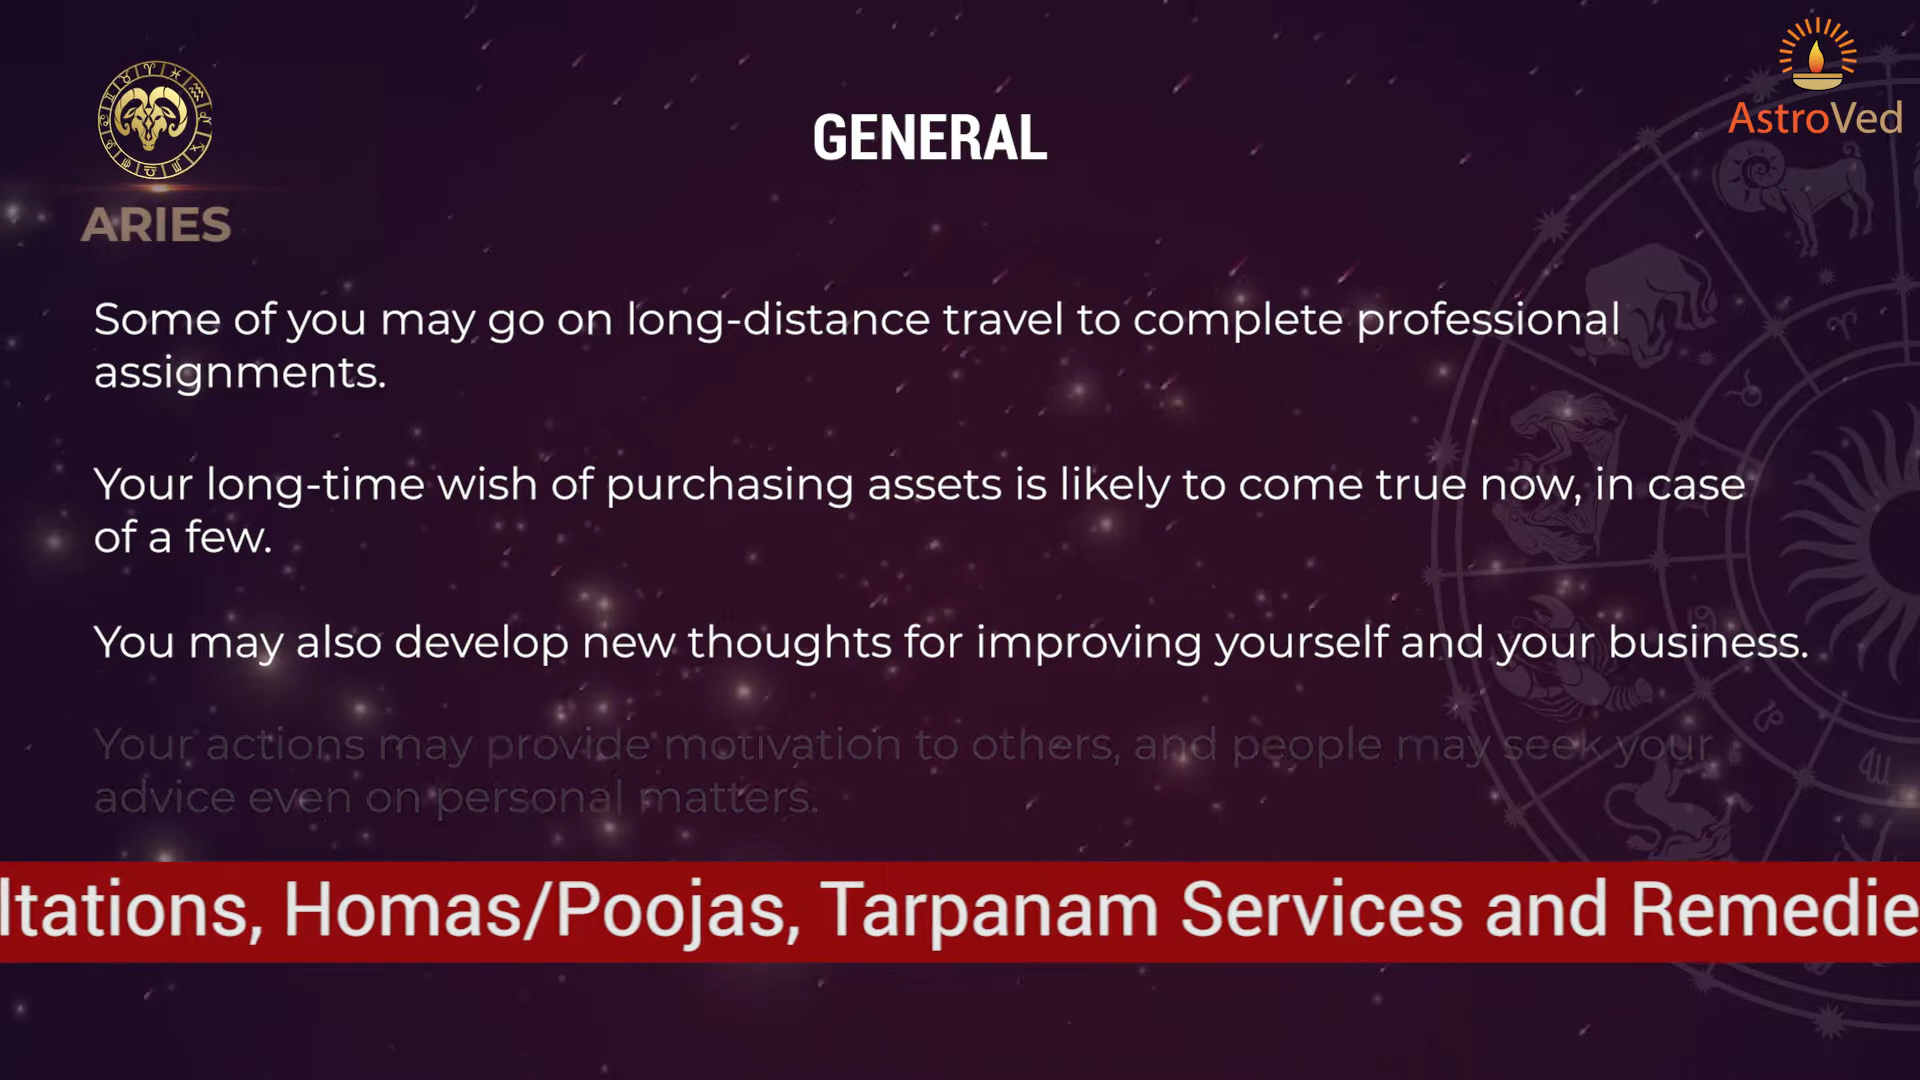 AstroVed
GENERAL
ARIES
Some of you may go on long-distance travel to complete professional
assignments.
Your long-time wish of purchasing assets is likely to come true now, in case
of a few.
You may also develop new thoughts for improving yourself and your business.
Your actions may provide motivation to others, and people may seek your
advice even on personal matters.
ltations, Homas/Poojas, Tarpanam Services and Remedie